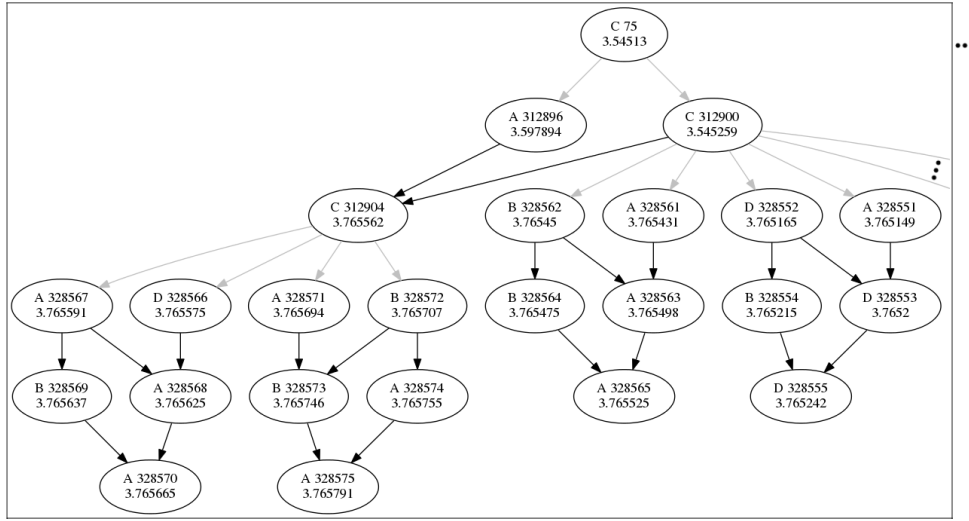 C 75
3.54513
A 312896
3.597894
C 312900
3.545259
C 312904
3.765562
B 328562
3.76545
A 328561
3.765431
D 328552
3.765165
A 328551
3.765149
A 328567
3.765591
D 328566
3.765575
A 328571
3.765694
B 328572
3.765707
B 328564
3.765475
A 328563
3.765498
B 328554
3.765215
D 328553
3.7652
B 328569
3.765637
A 328568
3.765625
B 328573
3.765746
A 328574
3.765755
A 328565
3.765525
D 328555
3.765242
A 328570
3.765665
A 328575
3.765791